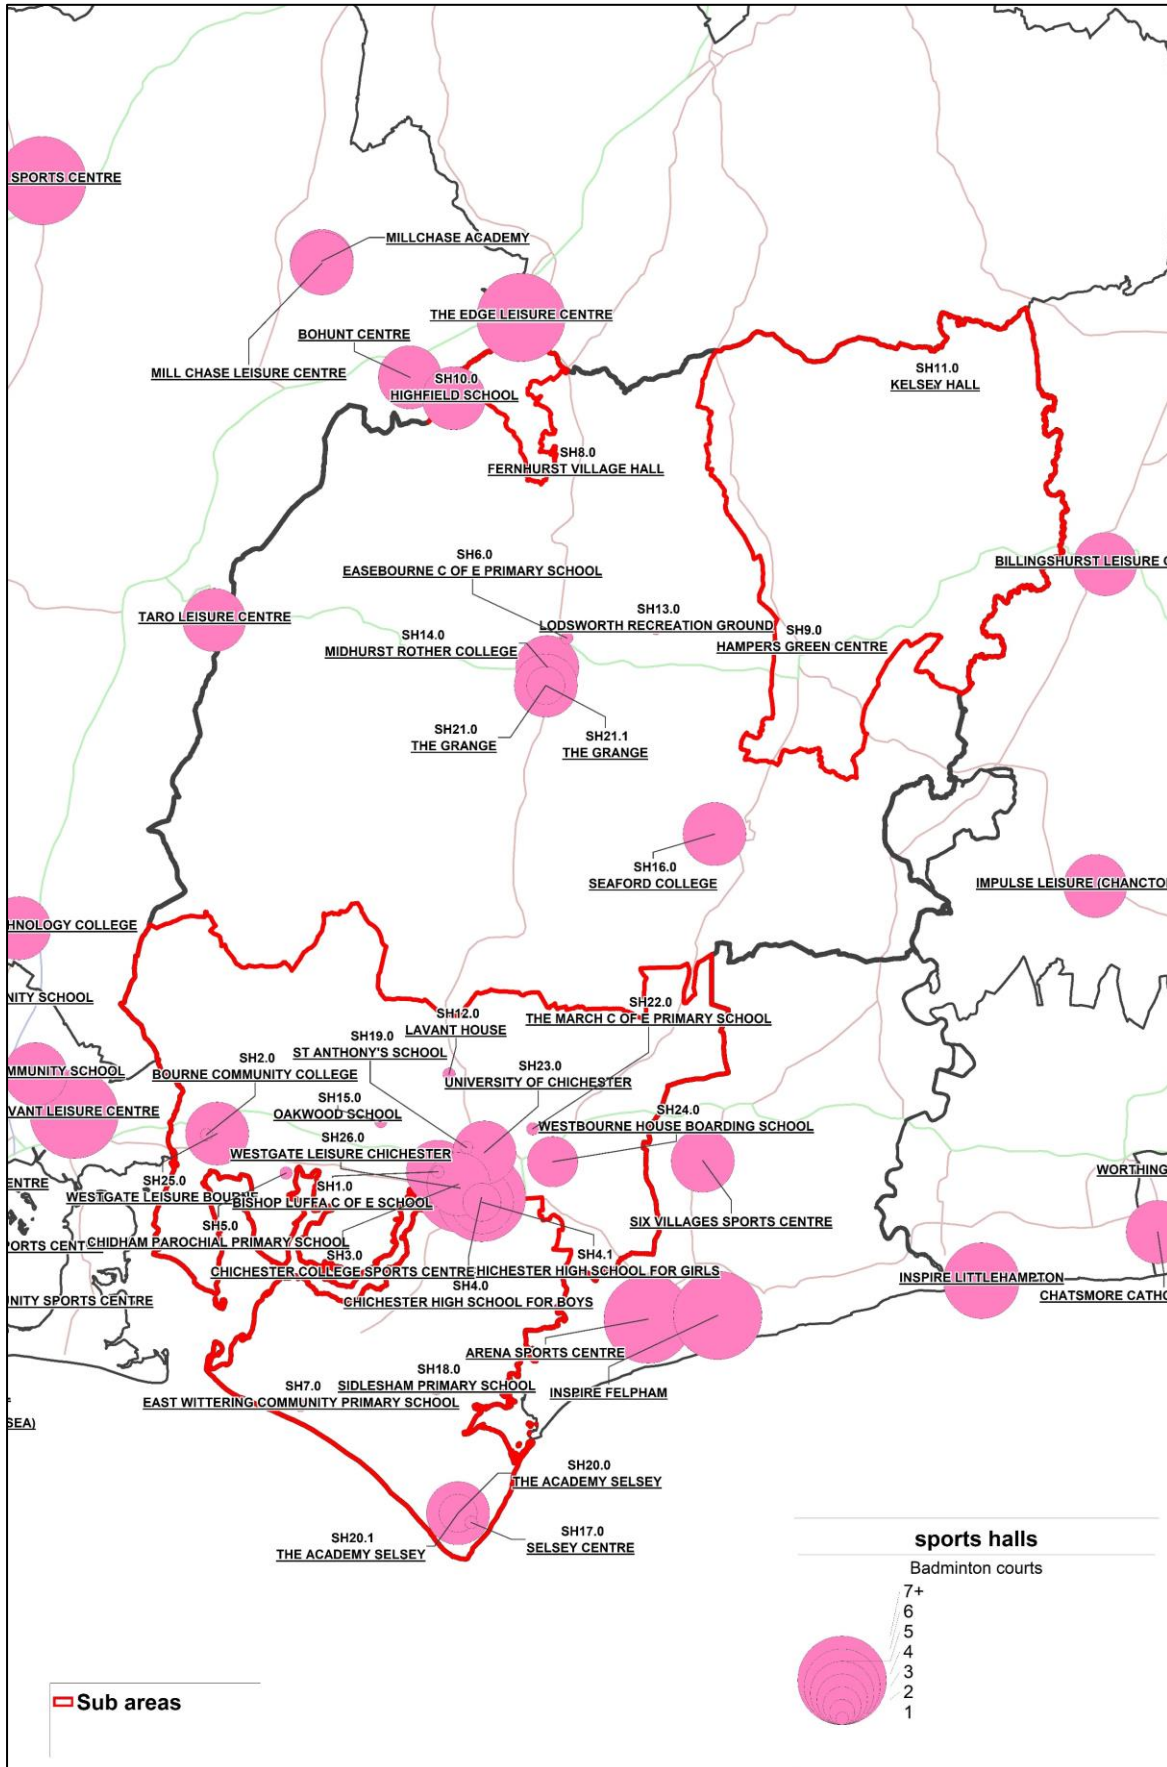 SPORTS CENTRE
MILLCHASE ACADEMY
THE EDGE LEISURE CENTRE
BOHUNT CENTRE
MILL CHASE LEISURE CENTRE
SH10.0
HIGHFIELD SCHOOL
SH11.0
KELSEY HALL
SH8.0
FERNHURST VILLAGE HALL
SH6.0
EASEBOURNE C OF E PRIMARY SCHOOL
BILLINGSHURST LEISURE C
TARO LEISURE CENTRE
SH13.0
LODSWORTH RECREATION GROUND
SH14.0
MIDHURST ROTHER COLLEGE
SH9.0
HAMPERS GREEN CENTRE
SH21.0
THE GRANGE
SH21.1
THE GRANGE
SH16.0
SEAFORD COLLEGE
IMPULSE LEISURE (CHANCTO
HNOLOGY COLLEGE
NITY SCHOOL
SH12.0
LAVANT HOUSE
SH22.0
THE MARCH C OF E PRIMARY SCHOOL
SH19.0
ST ANTHONY'S SCHOOL
SH2.0
BOURNE COMMUNITY COLLEGE
SH23.0
UNIVERSITY OF CHICHESTER
MMUNITY SCHOOL
VANT LEISURE CENTRE
SH15.0
OAKWOOD SCHOOL
SH24.0
WESTBOURNE HOUSE BOARDING SCHOOL
SH26.0
WESTGATE LEISURE CHICHESTER
WORTHING
ENTRE
SH25.0
WESTGATE LEISURE BOURNE
SH1.0
BISHOP LUFFA C OF E SCHOOL
SIX VILLAGES SPORTS CENTRE
SH5.0
CHIDHAM PAROCHIAL PRIMARY SCHOOL
PORTS CENT
SH3.0
CHICHESTER COLLEGE SPORTS CENTRE
SH4.1
HICHESTER HIGH SCHOOL FOR GIRLS
SH4.0
CHICHESTER HIGH SCHOOL FOR BOYS
INSPIRE LITTLEHAMPTON
CHATSMORE CATHO
NITY SPORTS CENTRE
ARENA SPORTS CENTRE
SH18.0
SIDLESHAM PRIMARY SCHOOL
INSPIRE FELPHAM
SH7.0
EAST WITTERING COMMUNITY PRIMARY SCHOOL
SEA)
SH20.0
THE ACADEMY SELSEY
SH20.1
THE ACADEMY SELSEY
SH17.0
SELSEY CENTRE
sports halls
Badminton courts
7+
6
5
4
3
2
1
Sub areas